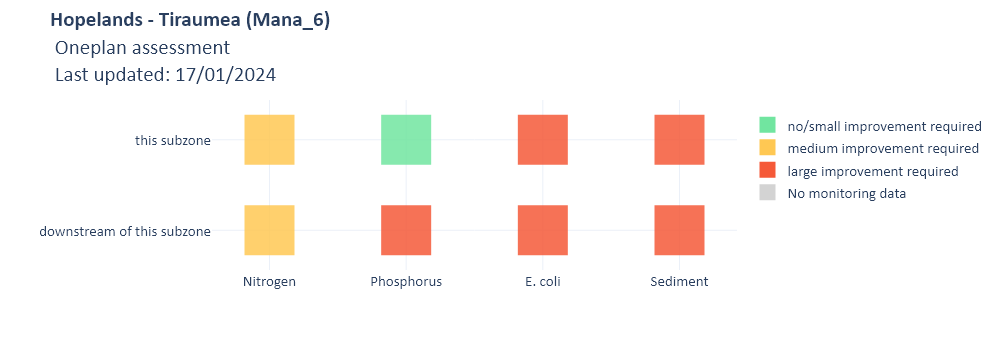 Hopelands - Tiraumea (Mana_6)
Oneplan assessment
Last updated: 17/01/2024
this subzone
downstream of this subzone
Nitrogen
Phosphorus
E. coli
Sediment
no/small improvement required
medium improvement required
large improvement required
No monitoring data